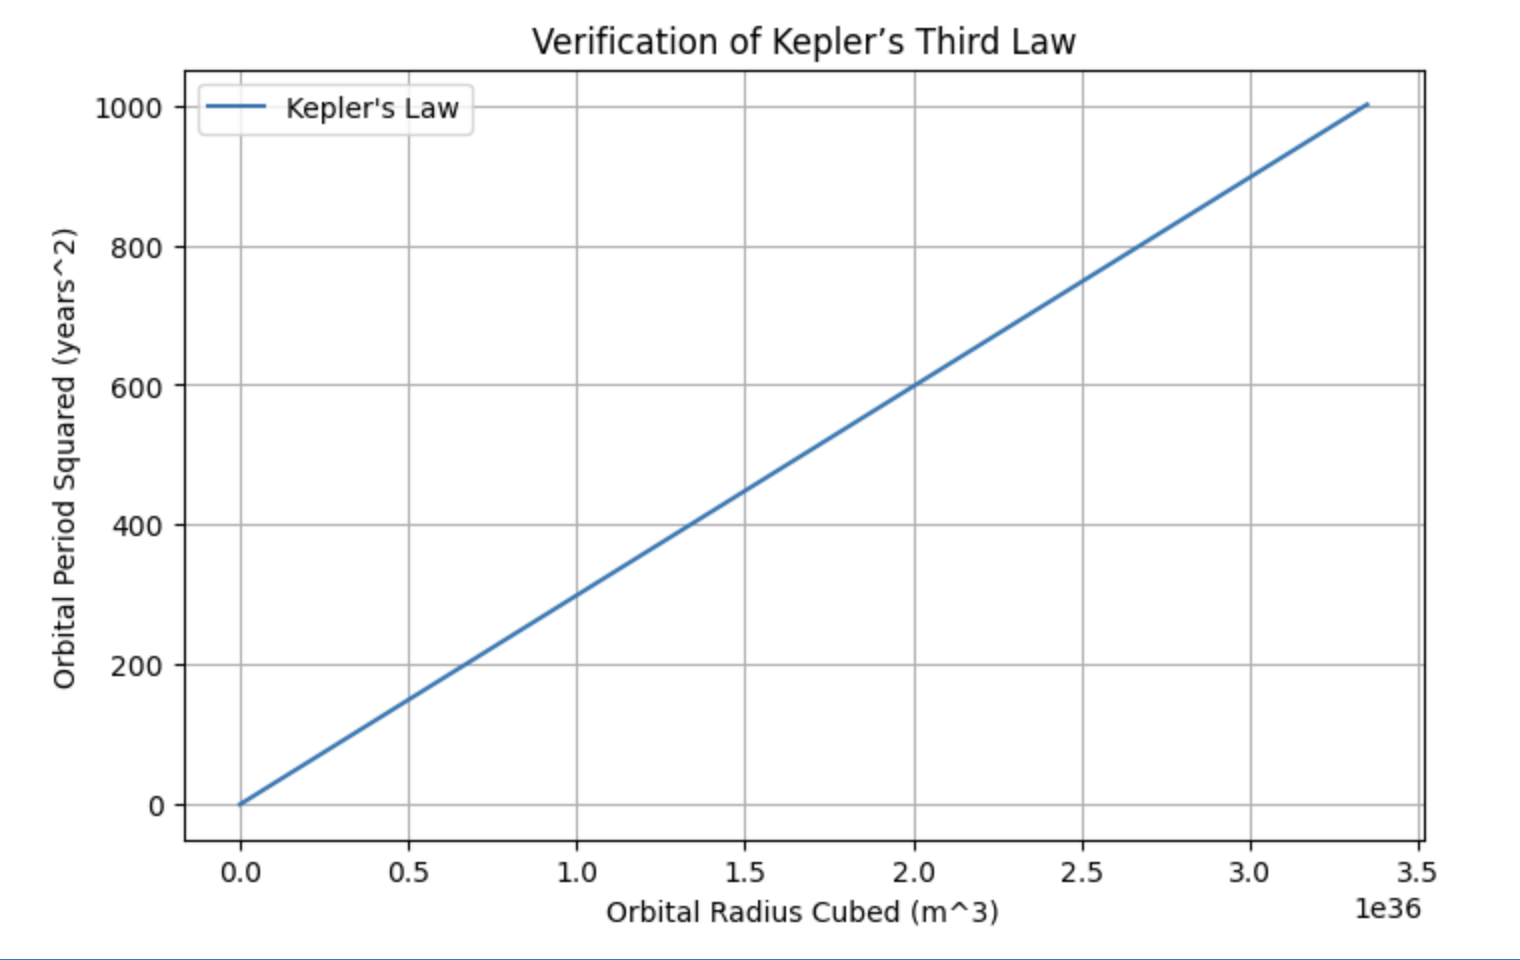 Verification of Kepler’s Third Law
Kepler's Law
Orbital Period Squared (years^2)
1000
800
600
400
200
0
0.0 0.5 1.0 1.5 2.0 2.5 3.0 3.5
Orbital Radius Cubed (m^3)
1e36